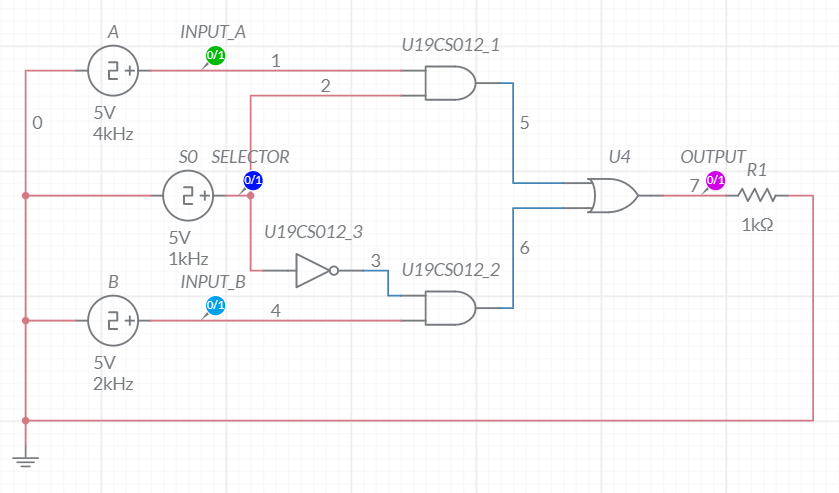 A
INPUT_A
0/1
1
U19CS012_1
2
+
5V
4kHz
0
5
S0
SELECTOR
0/1
+
5V
1kHz
U4
OUTPUT
0/1
7
R1
1kΩ
U19CS012_3
3
U19CS012_2
6
B
INPUT_B
0/1
4
+
5V
2kHz